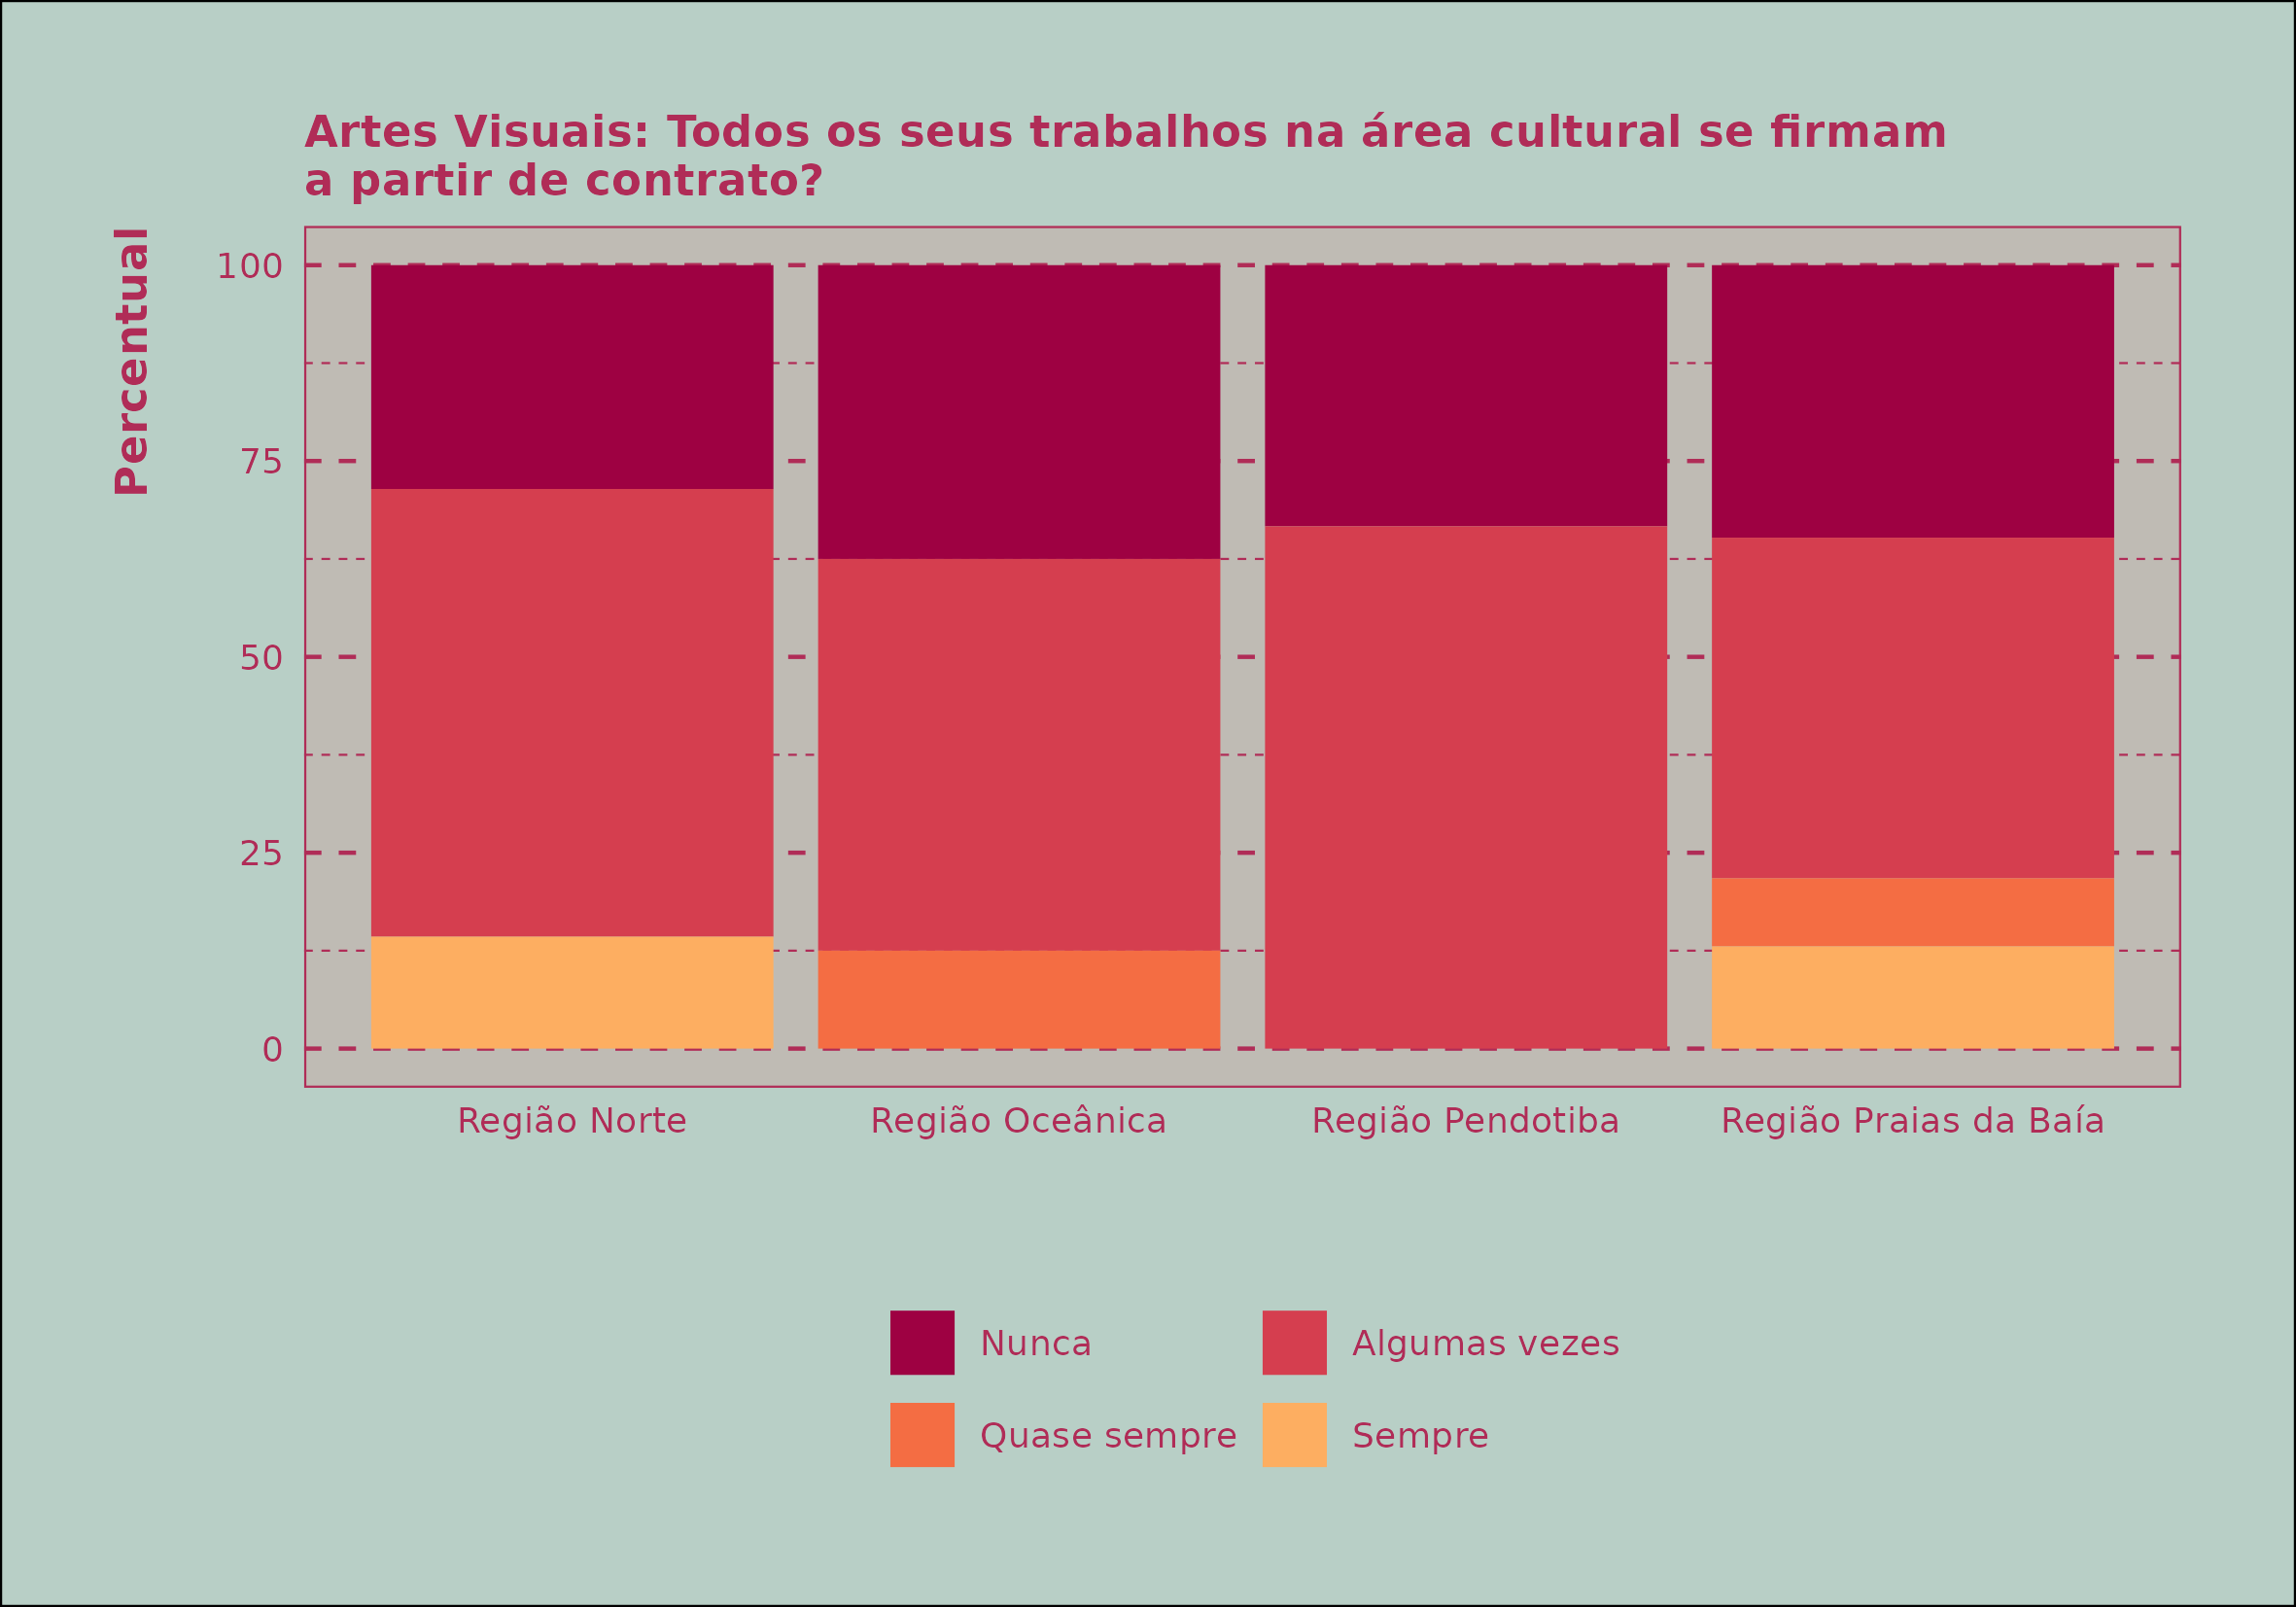 Artes Visuais: Todos os seus trabalhos na área cultural se firmam
a partir de contrato?
Percentual
100
75
50
25
0
Região Norte
Região Oceânica
Região Pendotiba
Região Praias da Baía
Nunca
Algumas vezes
Quase sempre
Sempre